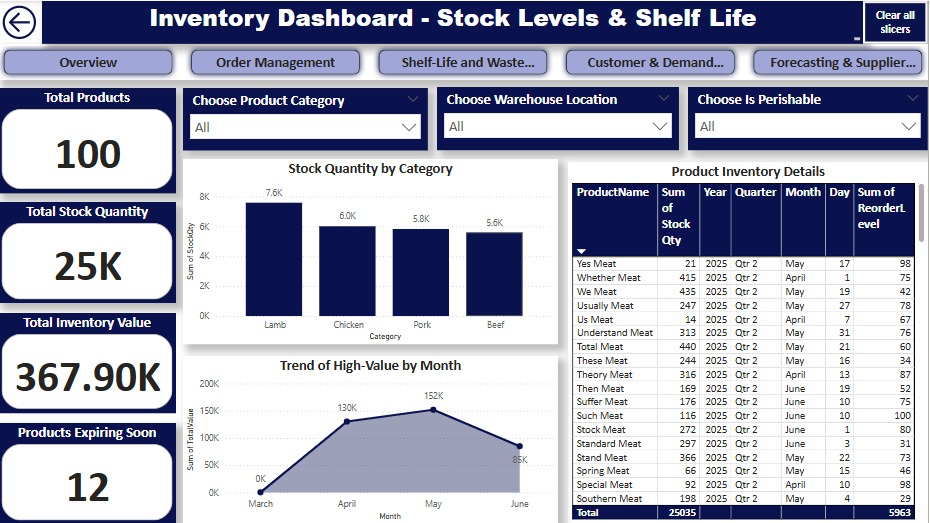 Inventory Dashboard - Stock Levels & Shelf Life
Clear all
slicers
Overview
Order Management
Shelf-Life and Waste...
Customer & Demand...
Forecasting & Supplier...
Total Products
100
Total Stock Quantity
25K
Total Inventory Value
367.90K
Products Expiring Soon
12
Choose Product Category
All
Choose Warehouse Location
All
Choose Is Perishable
All
Stock Quantity by Category
Sum of StockQty
8K
6K
4K
2K
0K
7.6K
6.0K
5.8K
5.6K
Lamb Chicken Pork Beef
Category
Trend of High-Value by Month
Sum of TotalValue
200K
150K
100K
50K
0K
0K
130K
152K
85K
March April May June
Month
Product Inventory Details
ProductName Sum of Stock Qty Year Quarter Month Day Sum of ReorderL evel
Yes Meat 21 2025 Qtr 2 May 17 98
Whether Meat 415 2025 Qtr 2 April 1 75
We Meat 435 2025 Qtr 2 May 19 42
Usually Meat 247 2025 Qtr 2 May 27 78
Us Meat 14 2025 Qtr 2 April 7 67
Understand Meat 313 2025 Qtr 2 May 31 76
Total Meat 440 2025 Qtr 2 May 21 60
These Meat 244 2025 Qtr 2 May 16 34
Theory Meat 316 2025 Qtr 2 April 13 87
Then Meat 169 2025 Qtr 2 June 19 52
Suffer Meat 176 2025 Qtr 2 June 10 75
Such Meat 116 2025 Qtr 2 June 10 100
Stock Meat 272 2025 Qtr 2 June 1 80
Standard Meat 297 2025 Qtr 2 June 3 31
Stand Meat 366 2025 Qtr 2 May 22 73
Spring Meat 66 2025 Qtr 2 May 15 46
Special Meat 92 2025 Qtr 2 April 10 98
Southern Meat 198 2025 Qtr 2 May 4 29
Total 25035 5963